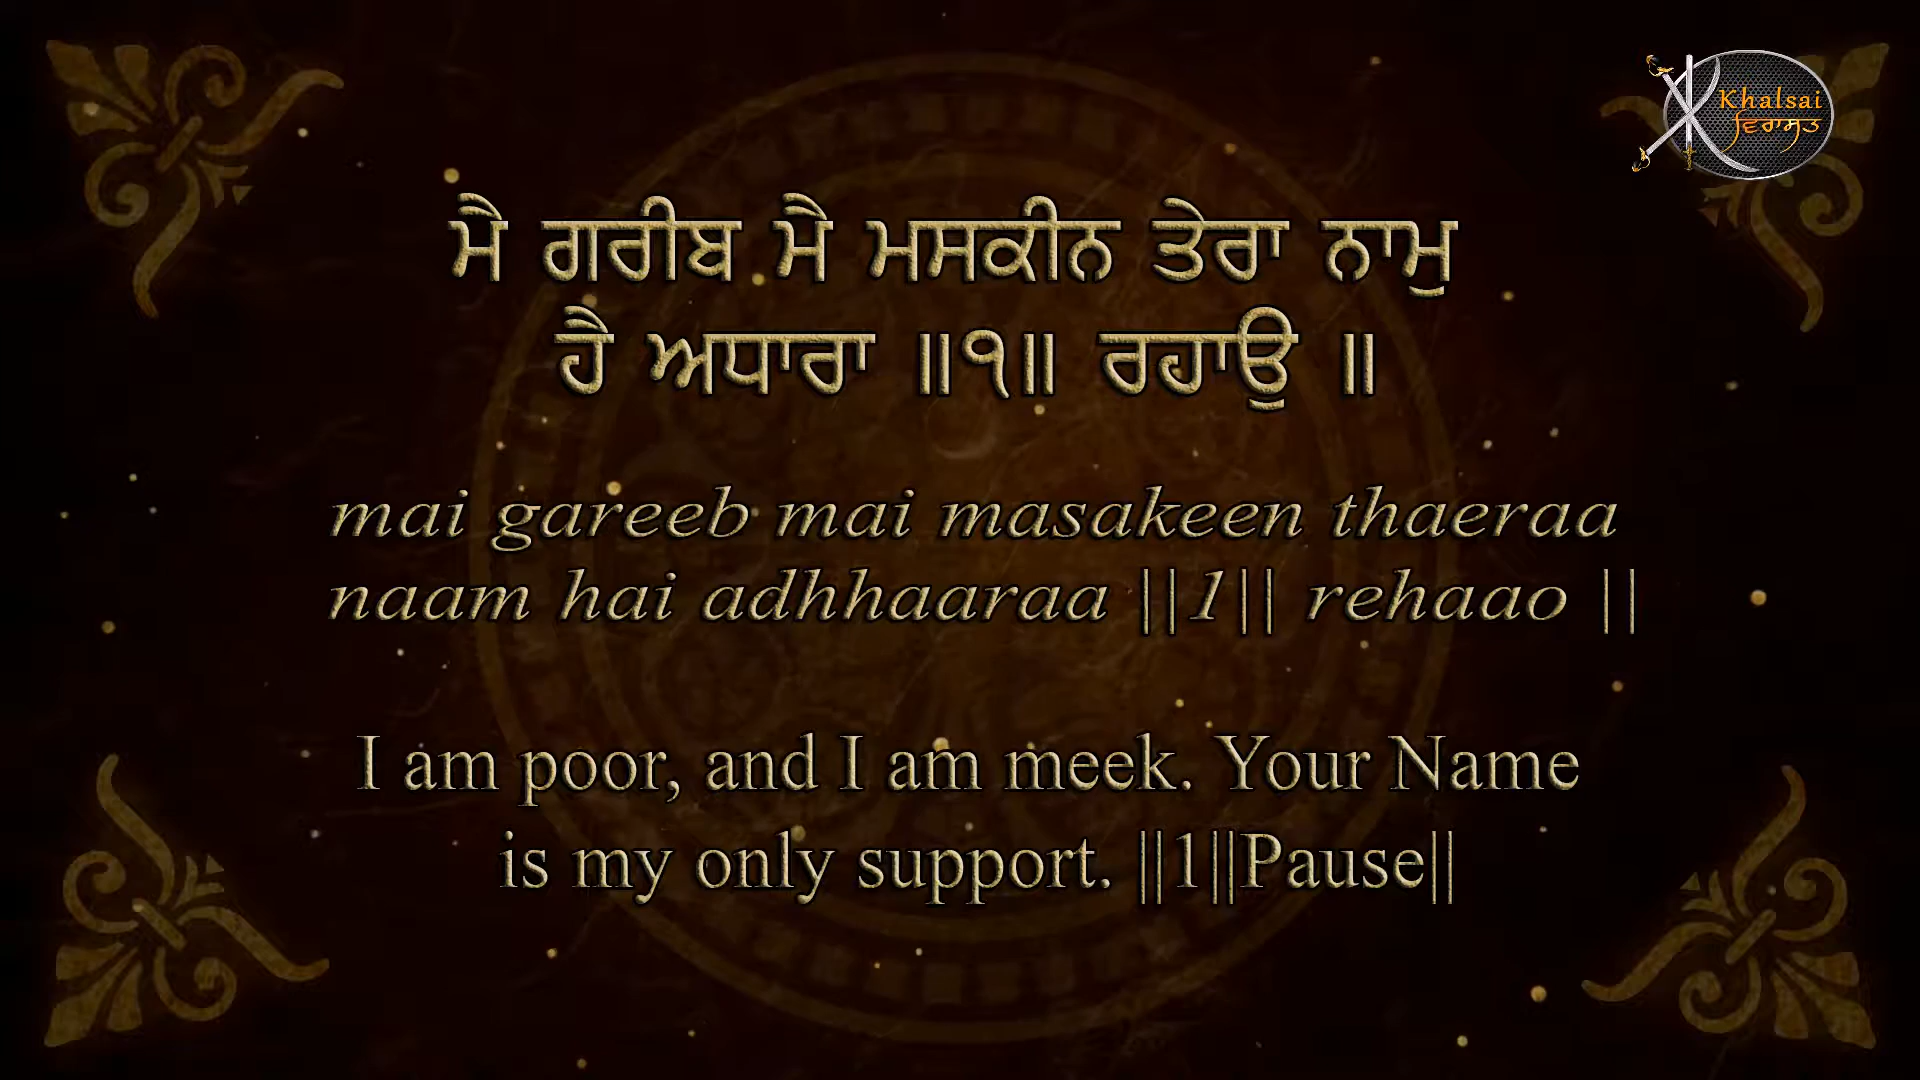 Khalsai
ਵਿਰਾਸਤ
ਮੈ ਗਰੀਬ ਮੈ ਮਸਕੀਨ ਤੇਰਾ ਨਾਮੁ
ਹੈ ਅਧਾਰਾ ॥੧॥ ਰਹਾਉ ॥
mai gareeb mai masakeen thaeraa
naam hai adhhaaraa ||1|| rehaao ||
I am poor, and I am meek. Your Name
is my only support. ||1||Pause||